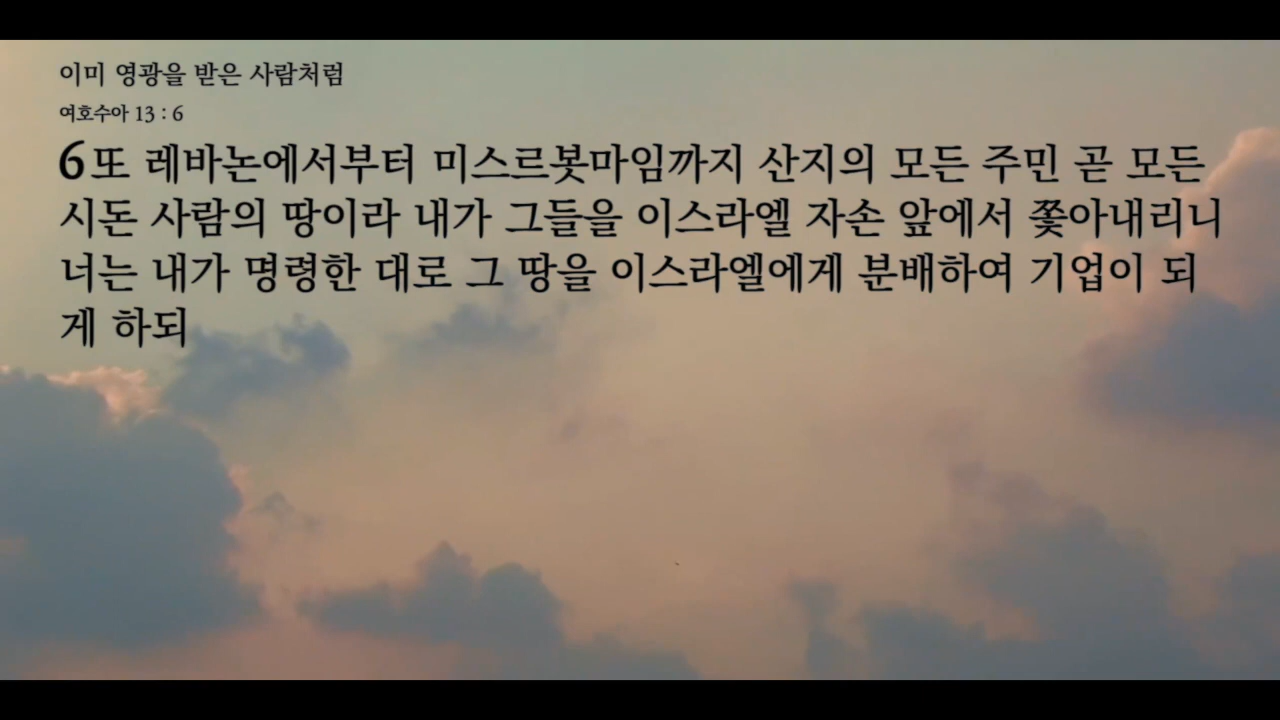 이미 영광을 받은 사람처럼
여호수아 13 : 6
6 또 레바논에서부터 미스르봇마임까지 산지의 모든 주민 곧 모든
시돈 사람의 땅이라 내가 그들을 이스라엘 자손 앞에서 쫓아내리니
너는 내가 명령한 대로 그 땅을 이스라엘에게 분배하여 기업이 되
게 하되